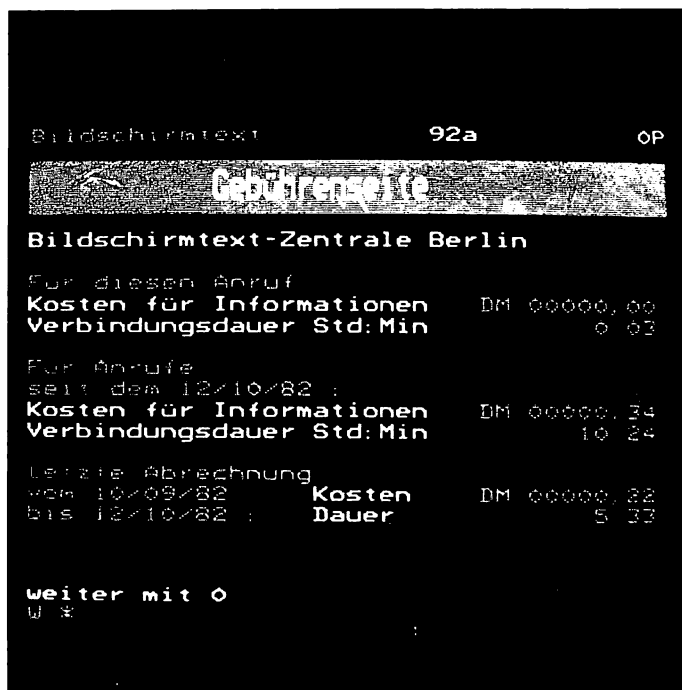 Bildschirmtext 92a 0P
Gebührenseite
Bildschirmtext-Zentrale Berlin
Für diesen Anruf
Kosten für Informationen DM 00000,00
Verbindungsdauer Std:Min 0 03
Für Anrufe
seit dem 12/10/82 :
Kosten für Informationen DM 00000,34
Verbindungsdauer Std:Min 10 24
Letzte Abrechnung
vom 10/09/82 Kosten DM 00000,22
bis 12/10/82 : Dauer 5 33
weiter mit 0
W *